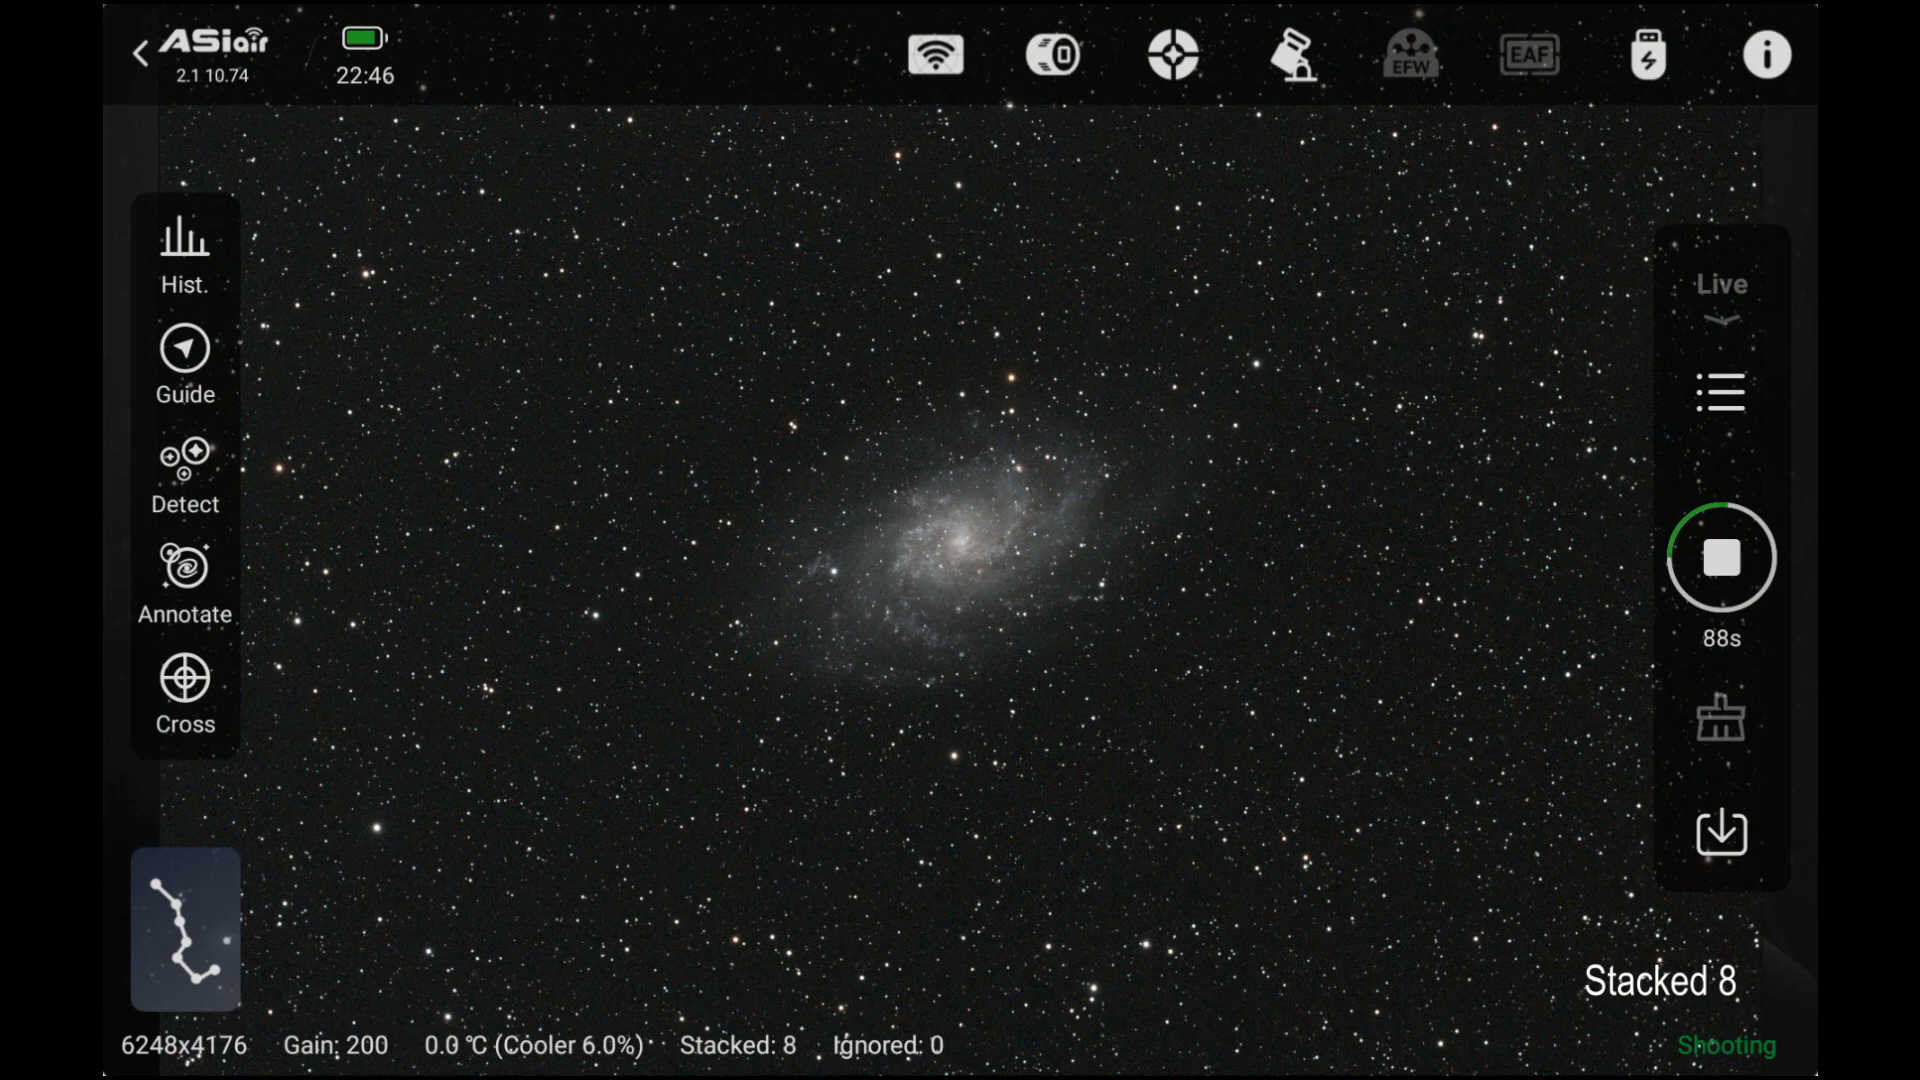 ASiair
2.1 10.74
22:46
EFW
EAF
Hist.
Guide
Detect
Annotate
Cross
Live
88s
Stacked 8
6248x4176 Gain: 200 0.0 ℃ (Cooler 6.0%) Stacked: 8 Ignored: 0
Shooting